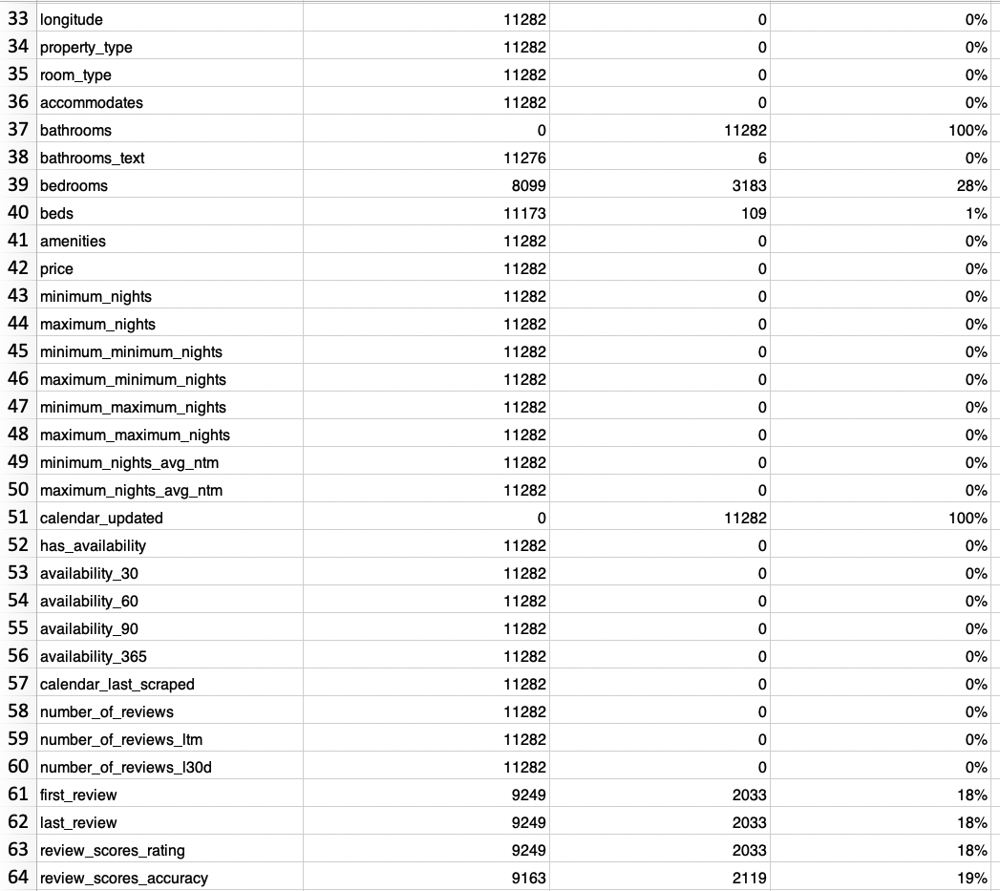 33 longitude 11282 0 0%
34 property_type 11282 0 0%
35 room_type 11282 0 0%
36 accommodates 11282 0 0%
37 bathrooms 0 11282 100%
38 bathrooms_text 11276 6 0%
39 bedrooms 8099 3183 28%
40 beds 11173 109 1%
41 amenities 11282 0 0%
42 price 11282 0 0%
43 minimum_nights 11282 0 0%
44 maximum_nights 11282 0 0%
45 minimum_minimum_nights 11282 0 0%
46 maximum_minimum_nights 11282 0 0%
47 minimum_maximum_nights 11282 0 0%
48 maximum_maximum_nights 11282 0 0%
49 minimum_nights_avg_ntm 11282 0 0%
50 maximum_nights_avg_ntm 11282 0 0%
51 calendar_updated 0 11282 100%
52 has_availability 11282 0 0%
53 availability_30 11282 0 0%
54 availability_60 11282 0 0%
55 availability_90 11282 0 0%
56 availability_365 11282 0 0%
57 calendar_last_scraped 11282 0 0%
58 number_of_reviews 11282 0 0%
59 number_of_reviews_ltm 11282 0 0%
60 number_of_reviews_l30d 11282 0 0%
61 first_review 9249 2033 18%
62 last_review 9249 2033 18%
63 review_scores_rating 9249 2033 18%
64 review_scores_accuracy 9163 2119 19%